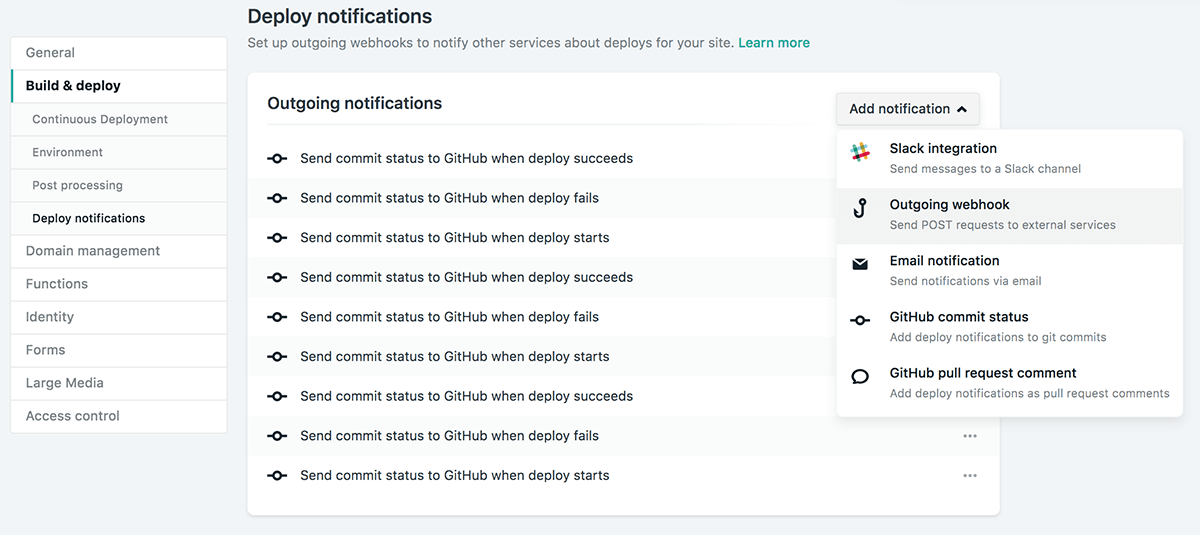 Deploy notifications
Set up outgoing webhooks to notify other services about deploys for your site. Learn more
General
Build & deploy
Continuous Deployment
Environment
Post processing
Deploy notifications
Domain management
Functions
Identity
Forms
Large Media
Access control
Outgoing notifications
Add notification
Send commit status to GitHub when deploy succeeds
Send commit status to GitHub when deploy fails
Send commit status to GitHub when deploy starts
Send commit status to GitHub when deploy succeeds
Send commit status to GitHub when deploy fails
Send commit status to GitHub when deploy starts
Send commit status to GitHub when deploy succeeds
Send commit status to GitHub when deploy fails
Send commit status to GitHub when deploy starts
Slack integration
Send messages to a Slack channel
Outgoing webhook
Send POST requests to external services
Email notification
Send notifications via email
GitHub commit status
Add deploy notifications to git commits
GitHub pull request comment
Add deploy notifications as pull request comments